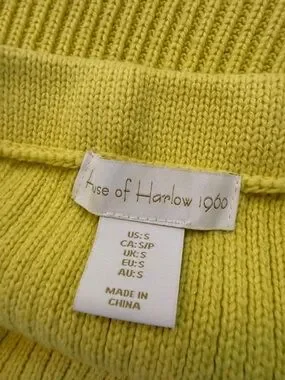 House of Harlow 1960
US: S
CA: S/P
UK: S
EU: S
AU: S
MADE IN
CHINA